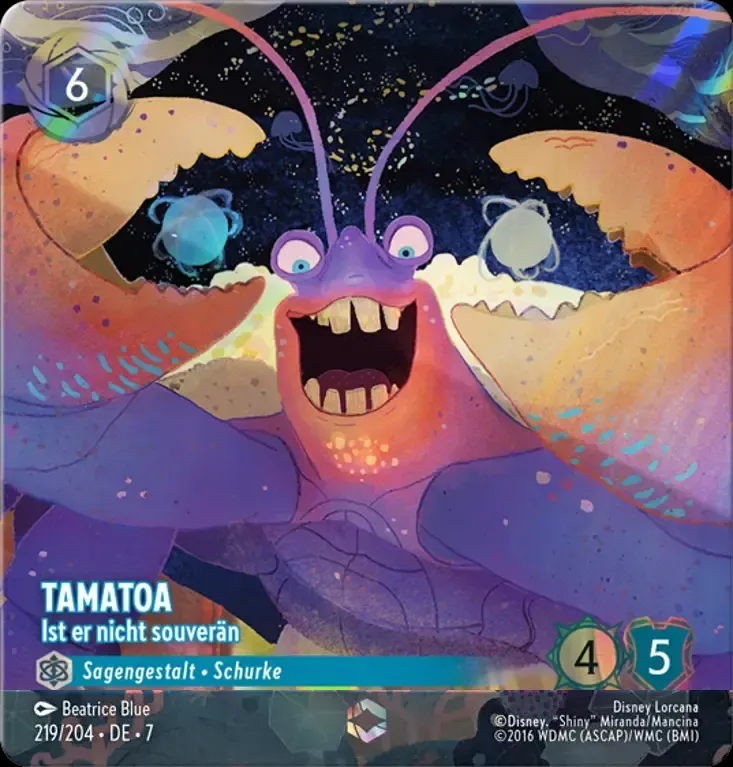 6
TAMATOA
Ist er nicht souverän
Sagengestalt • Schurke
4
5
Beatrice Blue
219/204 • DE • 7
Disney Lorcana
©Disney. "Shiny" Miranda/Mancina
©2016 WDMC (ASCAP)/WMC (BMI)